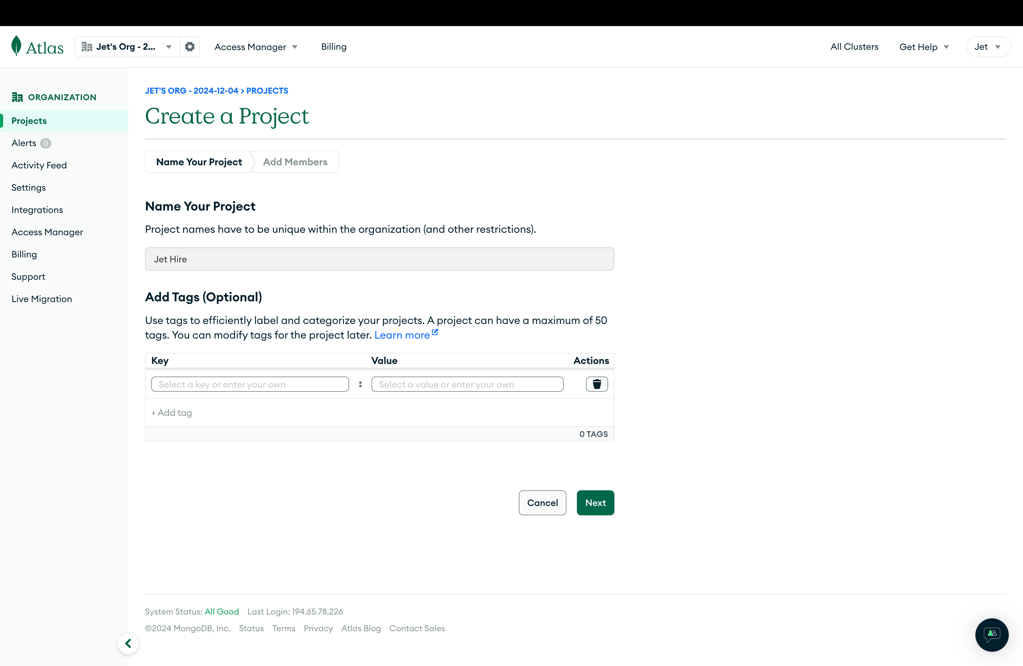 Atlas
Jet's Org - 2...
Access Manager
Billing
All Clusters
Get Help
Jet
ORGANIZATION
Projects
Alerts 0
Activity Feed
Settings
Integrations
Access Manager
Billing
Support
Live Migration
JET'S ORG - 2024-12-04 > PROJECTS
Create a Project
Name Your Project
Add Members
Name Your Project
Project names have to be unique within the organization (and other restrictions).
Jet Hire
Add Tags (Optional)
Use tags to efficiently label and categorize your projects. A project can have a maximum of 50
tags. You can modify tags for the project later. Learn more
Key Value Actions
Select a key or enter your own : Select a value or enter your own
+ Add tag
0 TAGS
Cancel
Next
System Status: All Good Last Login: 194.65.78.226
©2024 MongoDB, Inc. Status Terms Privacy Atlas Blog Contact Sales